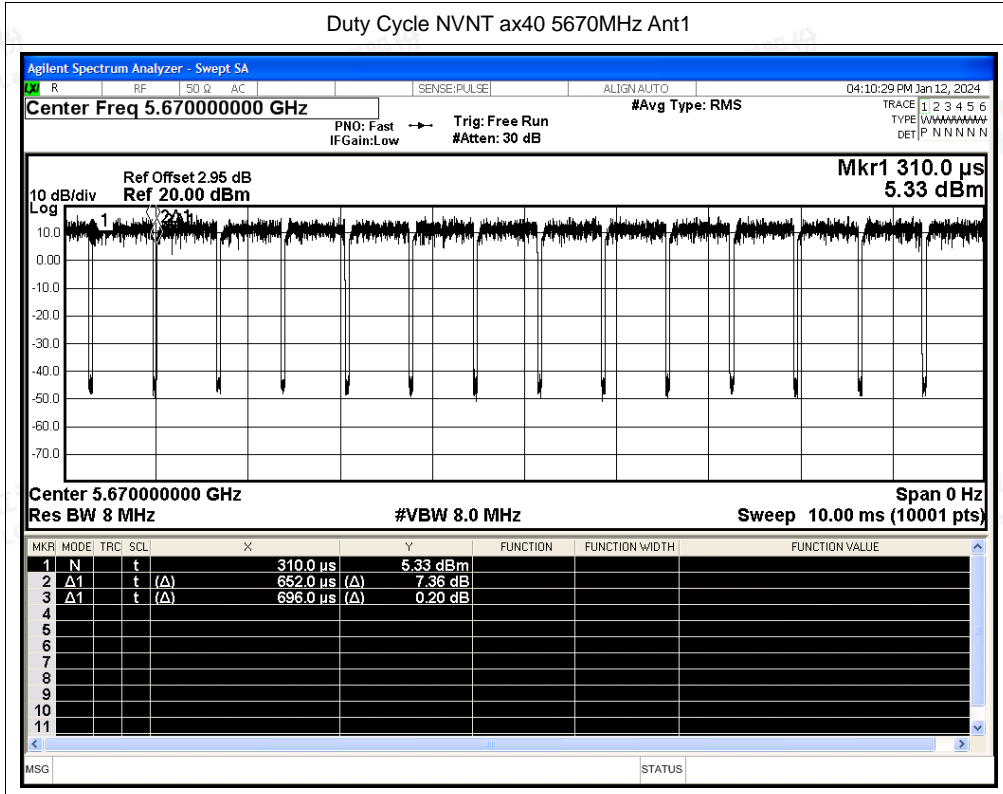 Duty Cycle NVNT ax40 5670MHz Ant1
Agilent Spectrum Analyzer - Swept SA
LXI R RF 50 Ω AC SENSE:PULSE ALIGN AUTO 04:10:29 PM Jan 12, 2024
Center Freq 5.670000000 GHz #Avg Type: RMS TRACE 1 2 3 4 5 6
PNO: Fast Trig: Free Run TYPE W
IFGain:Low #Atten: 30 dB DET P N N N N N
Mkr1 310.0 µs
5.33 dBm
Ref Offset 2.95 dB
10 dB/div Ref 20.00 dBm
Log
1 2Δ1
10.0
0.00
-10.0
-20.0
-30.0
-40.0
-50.0
-60.0
-70.0
Center 5.670000000 GHz Span 0 Hz
Res BW 8 MHz #VBW 8.0 MHz Sweep 10.00 ms (10001 pts)
MKR MODE TRC SCL X Y FUNCTION FUNCTION WIDTH FUNCTION VALUE
1 N t 310.0 µs 5.33 dBm
2 Δ1 t (Δ) 652.0 µs (Δ) 7.36 dB
3 Δ1 t (Δ) 696.0 µs (Δ) 0.20 dB
4
5
6
7
8
9
10
11
MSG STATUS